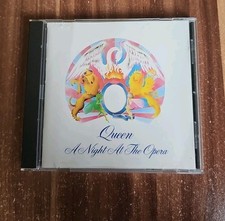 Queen
A Night At The Opera